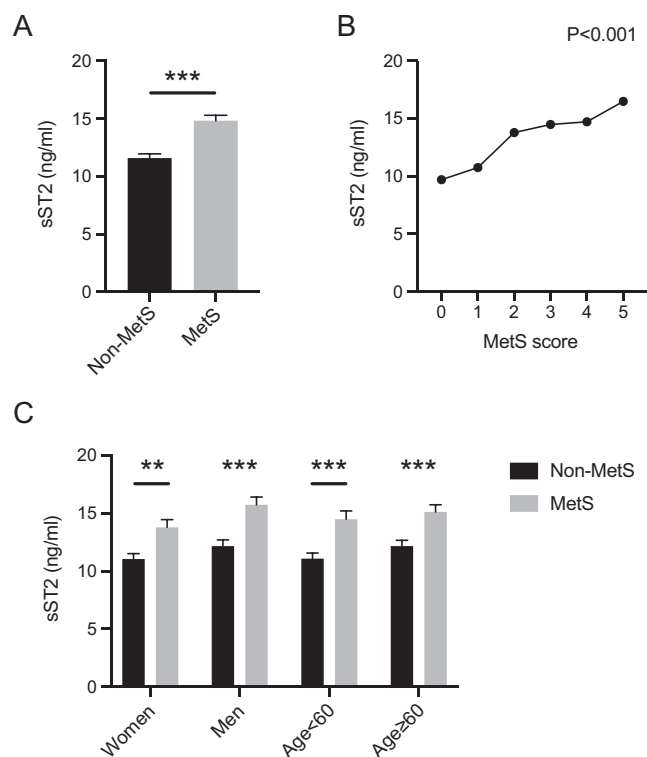 A
20
15
10
5
0
sST2 (ng/ml)
***
Non-MetS
MetS
B
P<0.001
20
15
10
5
0
sST2 (ng/ml)
0 1 2 3 4 5
MetS score
C
20
15
10
5
0
sST2 (ng/ml)
** *** *** ***
Women
Men
Age<60
Age≥60
Non-MetS
MetS